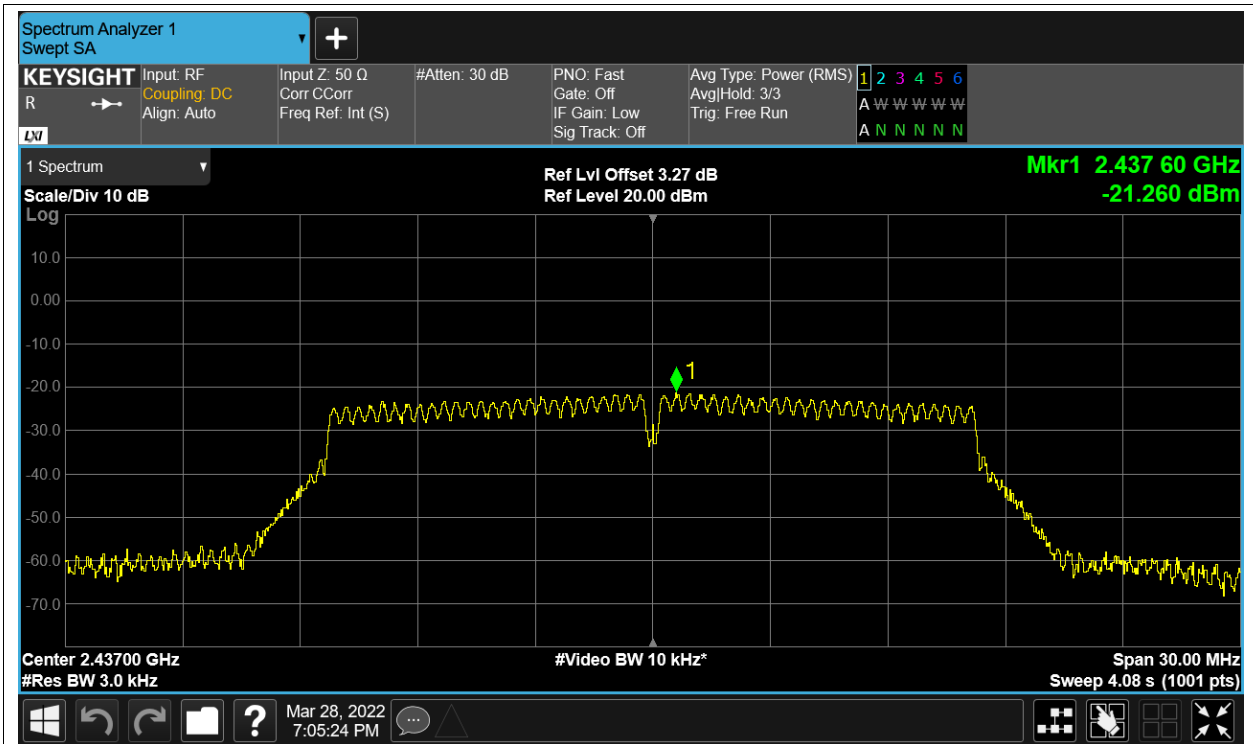 Spectrum Analyzer 1
Swept SA
KEYSIGHT
R
LXI
Input: RF
Coupling: DC
Align: Auto
Input Z: 50 Ω
Corr CCorr
Freq Ref: Int (S)
#Atten: 30 dB
PNO: Fast
Gate: Off
IF Gain: Low
Sig Track: Off
Avg Type: Power (RMS)
Avg|Hold: 3/3
Trig: Free Run
1 2 3 4 5 6
A W W W W W
A N N N N N
1 Spectrum
Scale/Div 10 dB
Log
Ref Lvl Offset 3.27 dB
Ref Level 20.00 dBm
Mkr1 2.437 60 GHz
-21.260 dBm
10.0
0.00
-10.0
-20.0
-30.0
-40.0
-50.0
-60.0
-70.0
1
Center 2.43700 GHz
#Res BW 3.0 kHz
#Video BW 10 kHz*
Span 30.00 MHz
Sweep 4.08 s (1001 pts)
?
Mar 28, 2022
7:05:24 PM